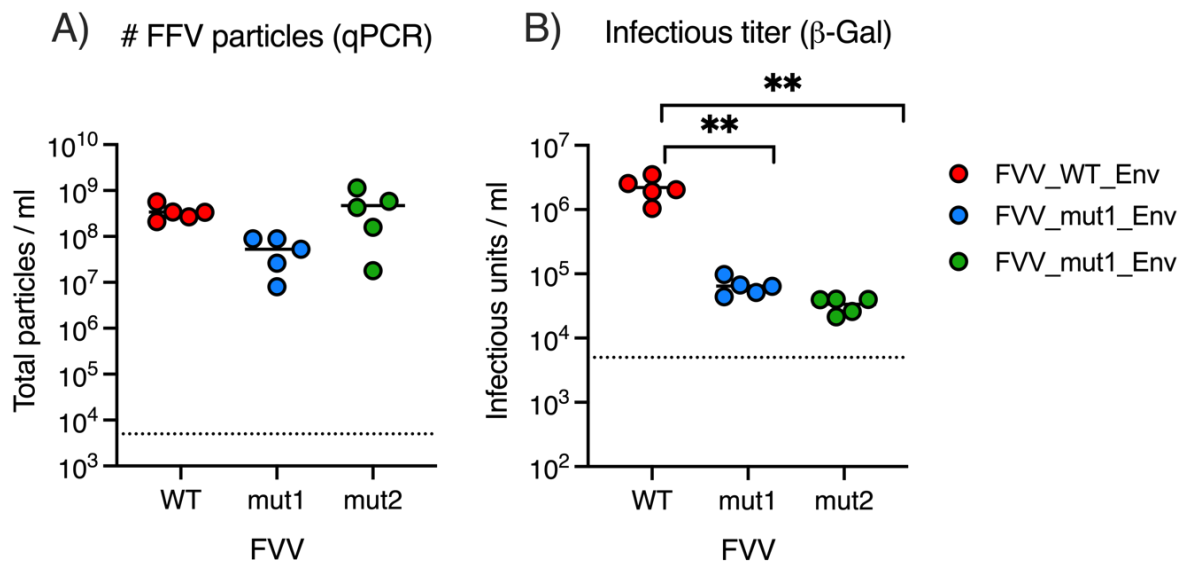 A) # FFV particles (qPCR)
B) Infectious titer (β-Gal)
**
**
Total particles / ml
10^10
10^9
10^8
10^7
10^6
10^5
10^4
10^3
WT mut1 mut2
FVV
Infectious units / ml
10^7
10^6
10^5
10^4
10^3
10^2
WT mut1 mut2
FVV
FVV_WT_Env
FVV_mut1_Env
FVV_mut1_Env